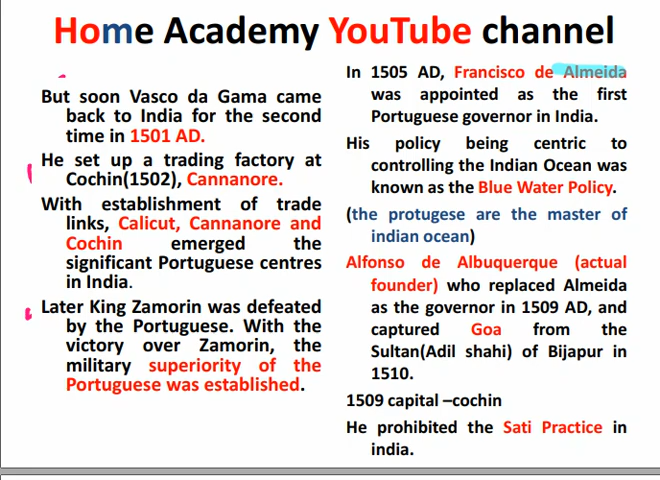 Home Academy YouTube channel
But soon Vasco da Gama came
back to India for the second
time in 1501 AD.
He set up a trading factory at
Cochin(1502), Cannanore.
With establishment of trade
links, Calicut, Cannanore and
Cochin emerged the
significant Portuguese centres
in India.
Later King Zamorin was defeated
by the Portuguese. With the
victory over Zamorin, the
military superiority of the
Portuguese was established.
In 1505 AD, Francisco de Almeida
was appointed as the first
Portuguese governor in India.
His policy being centric to
controlling the Indian Ocean was
known as the Blue Water Policy.
(the protugese are the master of
indian ocean)
Alfonso de Albuquerque (actual
founder) who replaced Almeida
as the governor in 1509 AD, and
captured Goa from the
Sultan(Adil shahi) of Bijapur in
1510.
1509 capital –cochin
He prohibited the Sati Practice in
india.